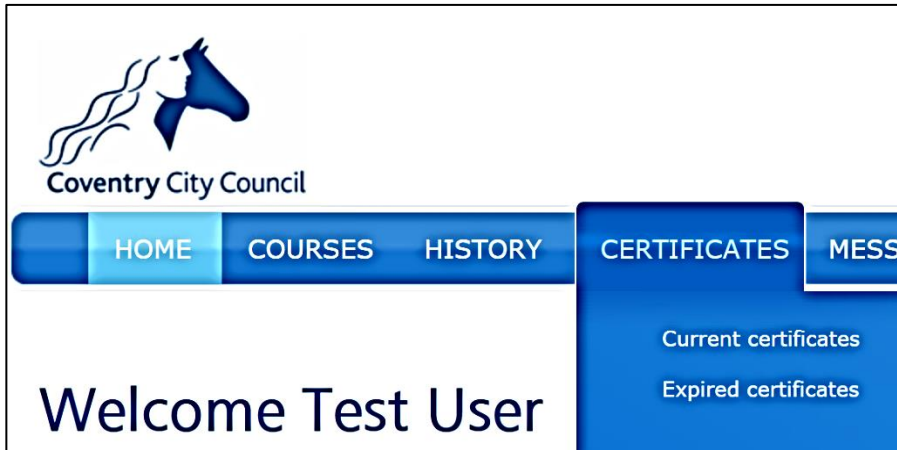 Coventry City Council
HOME COURSES HISTORY CERTIFICATES MESS
Current certificates
Expired certificates
Welcome Test User